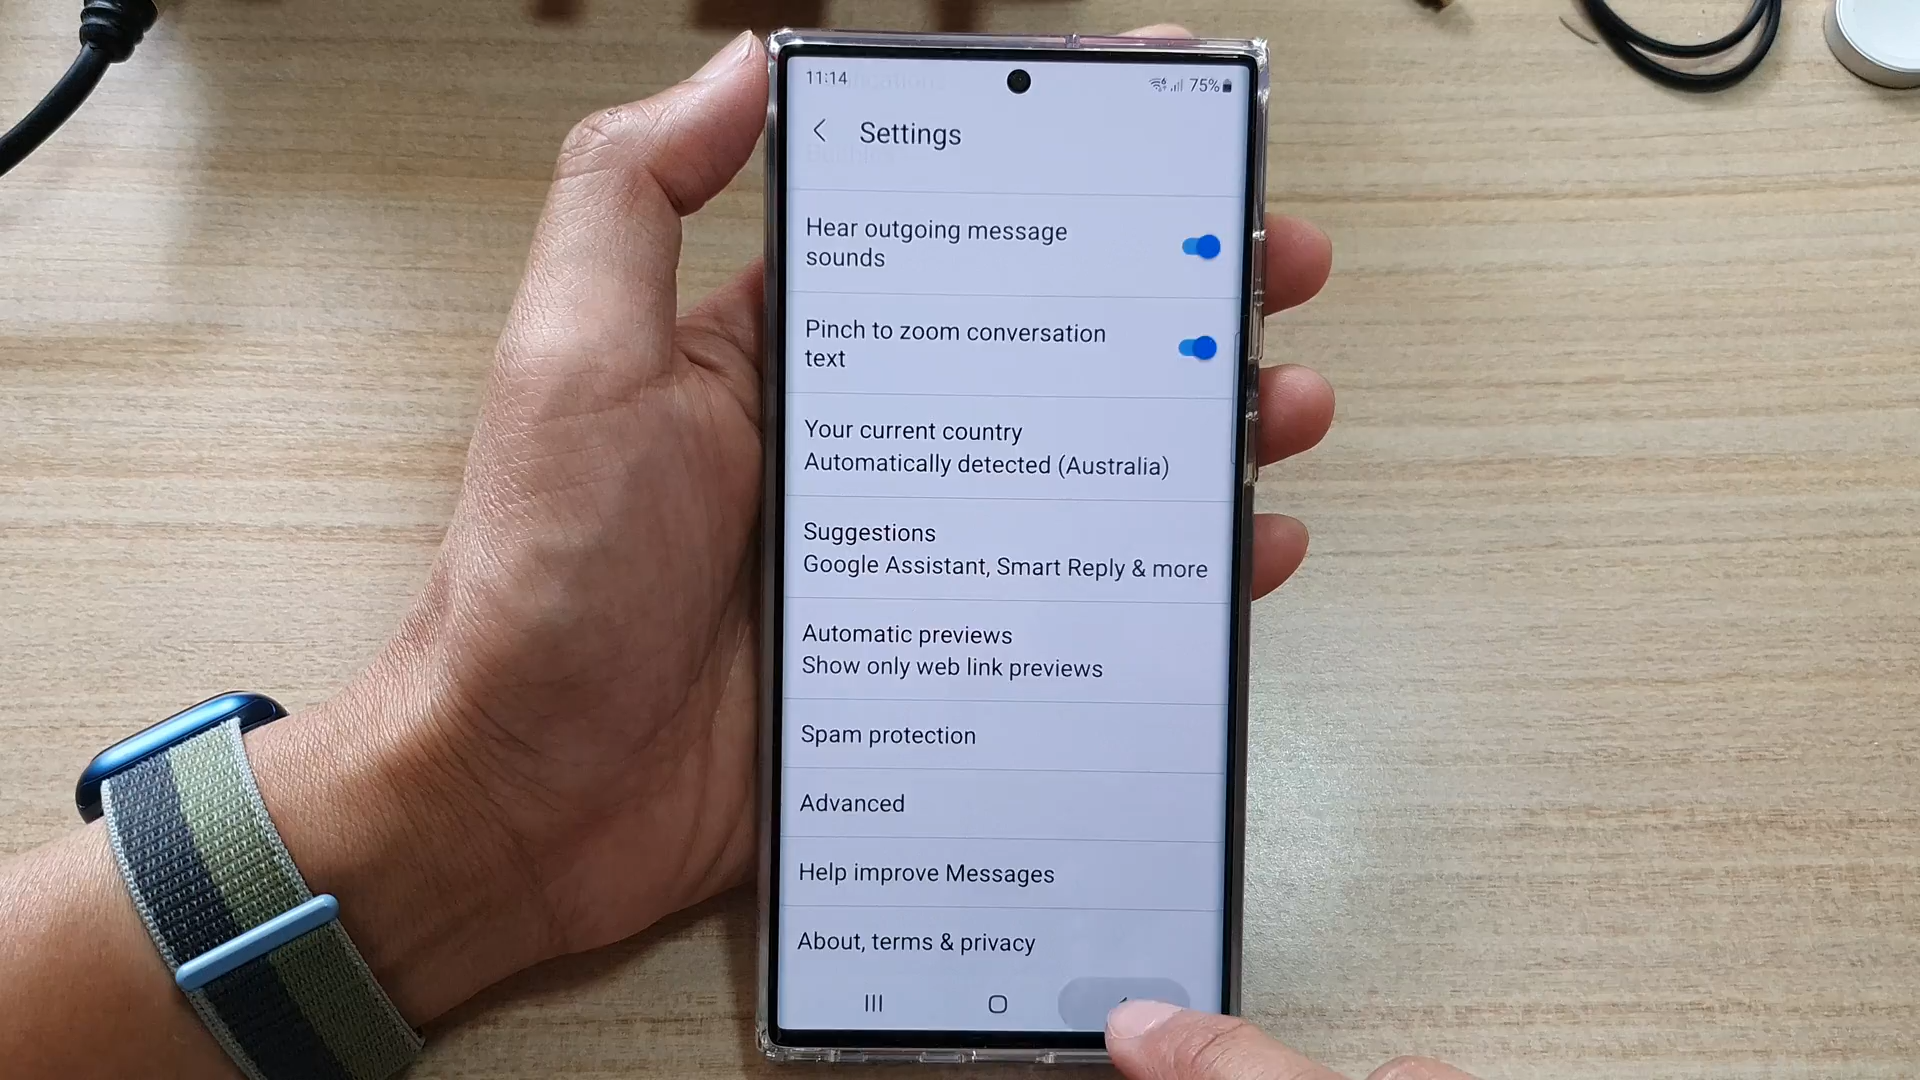 11:14
75%
Settings
Hear outgoing message
sounds
Pinch to zoom conversation
text
Your current country
Automatically detected (Australia)
Suggestions
Google Assistant, Smart Reply & more
Automatic previews
Show only web link previews
Spam protection
Advanced
Help improve Messages
About, terms & privacy